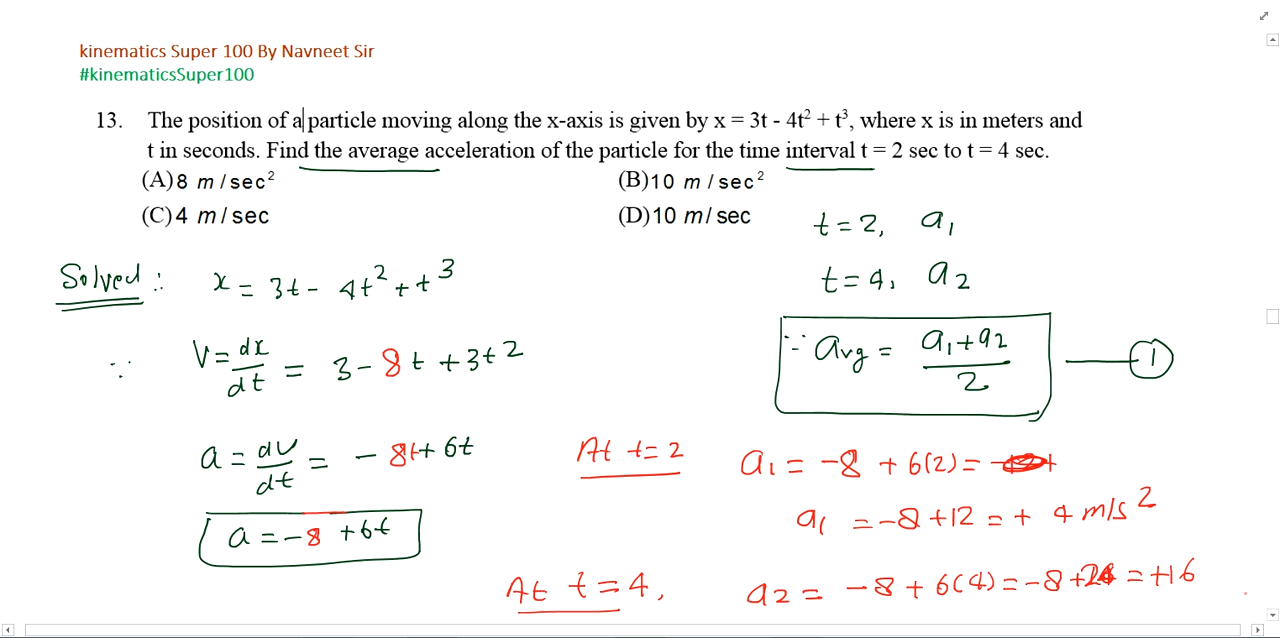 kinematics Super 100 By Navneet Sir
#kinematicsSuper100
13. The position of a particle moving along the x-axis is given by x = 3t - 4t² + t³, where x is in meters and
t in seconds. Find the average acceleration of the particle for the time interval t = 2 sec to t = 4 sec.
(A) 8 m/sec² (B) 10 m/sec²
(C) 4 m/sec (D) 10 m/sec
t = 2, a₁
t = 4, a₂
Solved : x = 3t - 4t² + t³
∵ avg = a₁+a₂/2 — 1
∵ V = dx/dt = 3 - 8t + 3t²
a = dv/dt = - 8t + 6t
a = -8 + 6t
At t=2 a₁ = -8 + 6(2) =
a₁ = -8 + 12 = + 4 m/s²
At t = 4, a₂ = -8 + 6(4) = -8 + 24 = +16